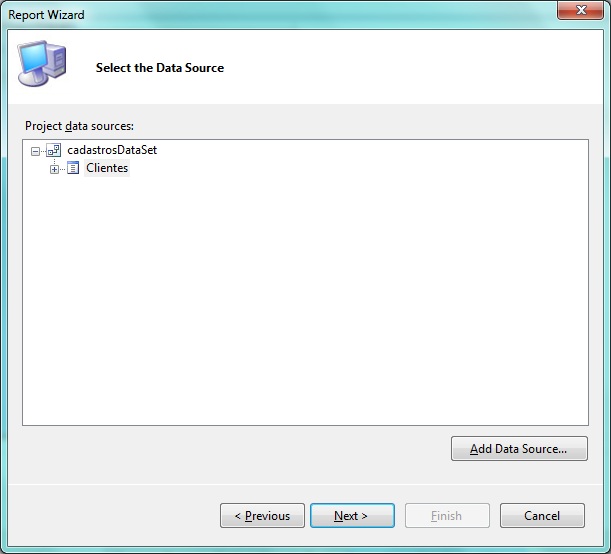 Report Wizard
Select the Data Source
Project data sources:
cadastrosDataSet
Clientes
Add Data Source...
< Previous
Next >
Finish
Cancel